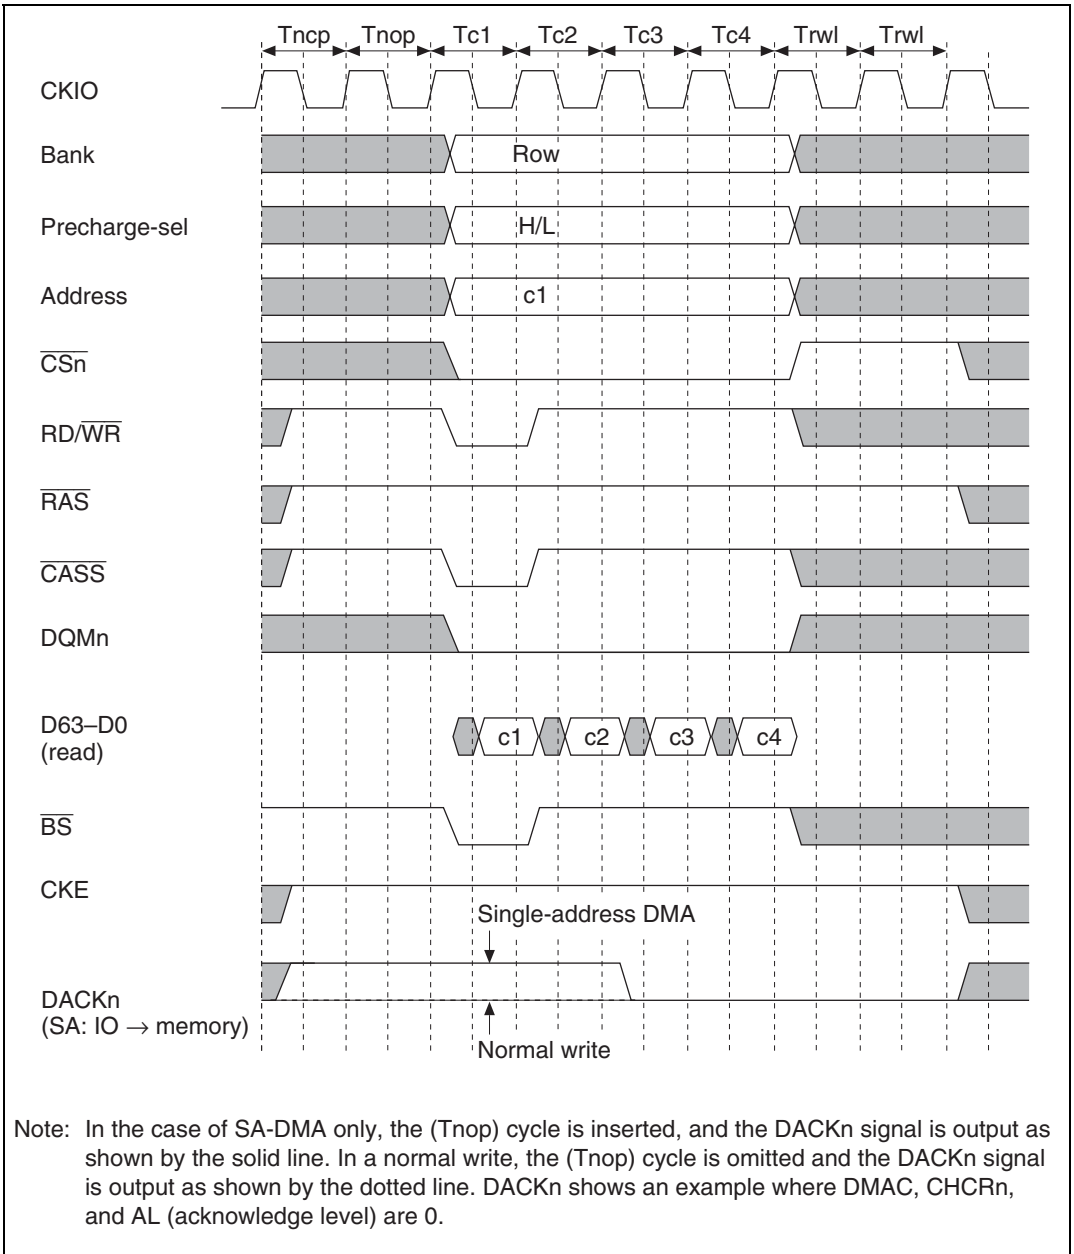 Tncp Tnop Tc1 Tc2 Tc3 Tc4 Trwl Trwl
CKIO
Bank Row
Precharge-sel H/L
Address c1
CSn
RD/WR
RAS
CASS
DQMn
D63–D0
(read)
c1 c2 c3 c4
BS
CKE
Single-address DMA
DACKn
(SA: IO → memory)
Normal write
Note: In the case of SA-DMA only, the (Tnop) cycle is inserted, and the DACKn signal is output as
shown by the solid line. In a normal write, the (Tnop) cycle is omitted and the DACKn signal
is output as shown by the dotted line. DACKn shows an example where DMAC, CHCRn,
and AL (acknowledge level) are 0.